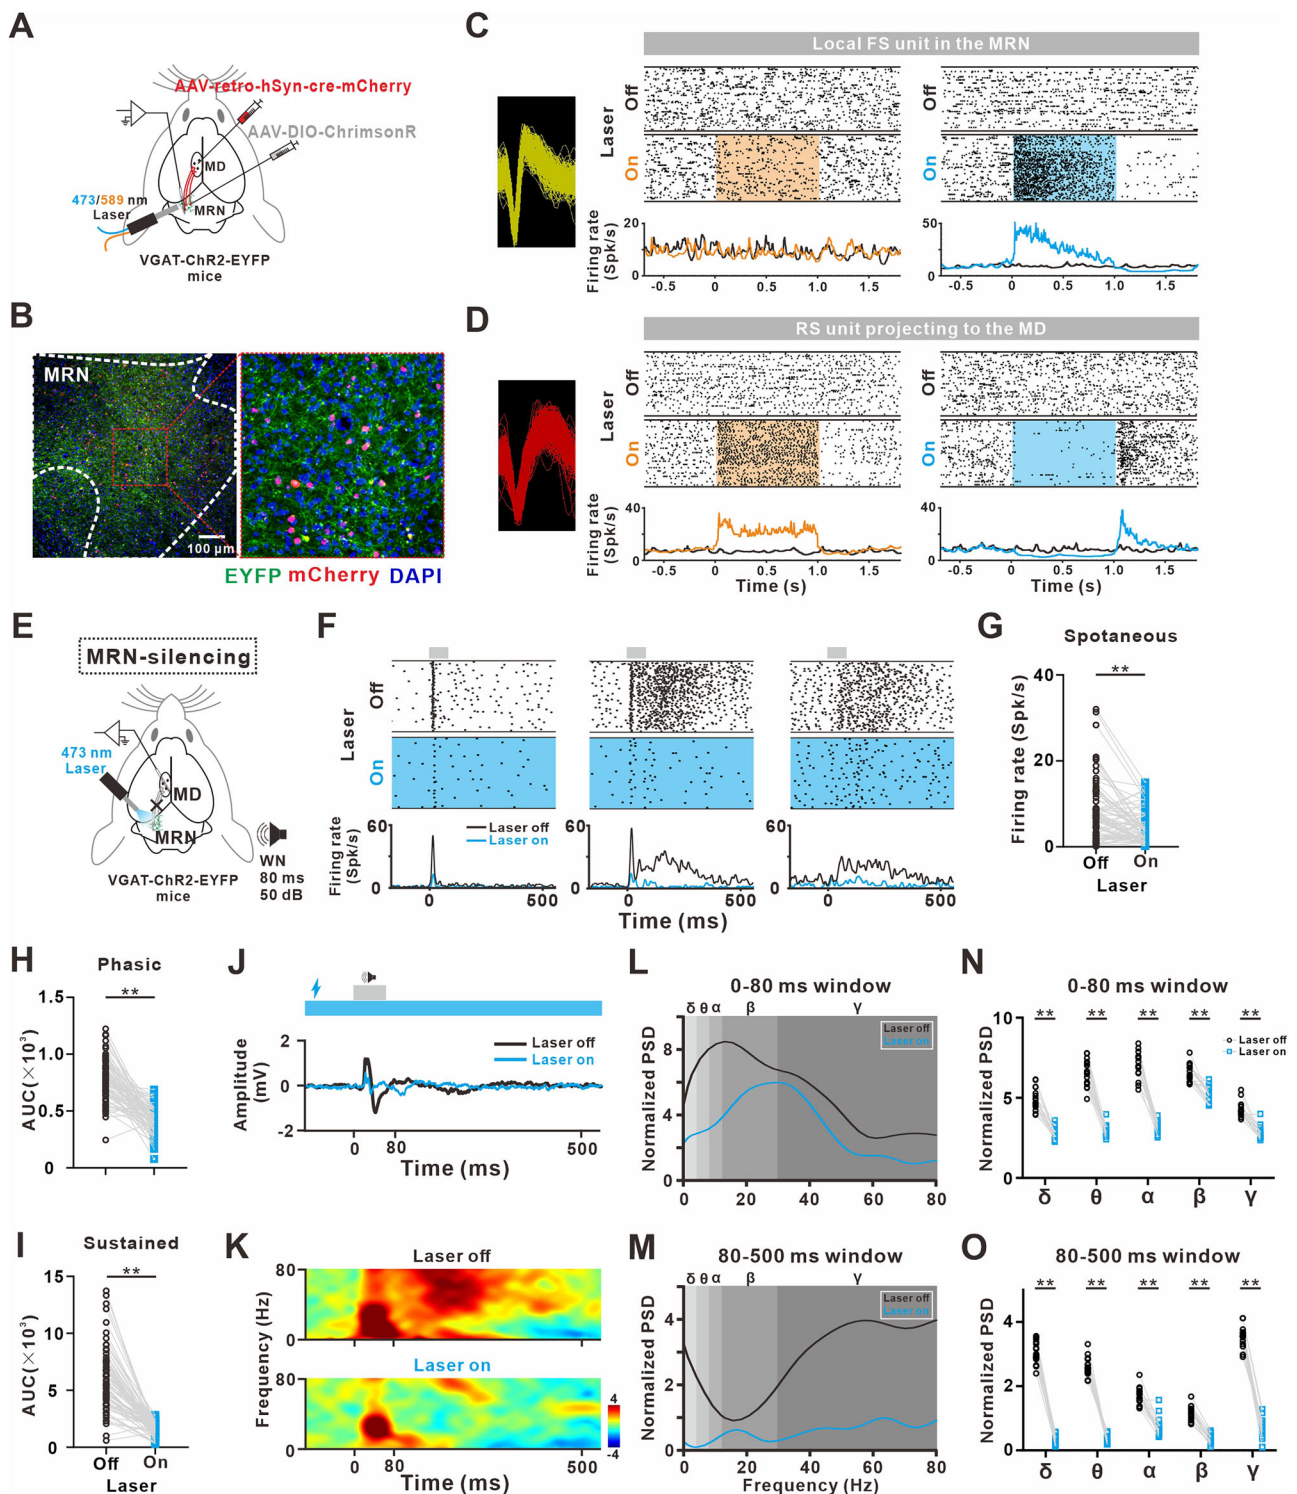 A
AAV-retro-hSyn-cre-mCherry
AAV-DIO-ChrimsonR
MD
473/589 nm
Laser
MRN
VGAT-ChR2-EYFP
mice
B
MRN
100 μm
EYFP mCherry DAPI
C
Local FS unit in the MRN
Laser
Off
On
Off
On
Firing rate
(Spk/s)
20
0
-0.5 0 0.5 1.0 1.5
50
0
-0.5 0 0.5 1.0 1.5
D
RS unit projecting to the MD
Laser
Off
On
Off
On
Firing rate
(Spk/s)
40
0
-0.5 0 0.5 1.0 1.5
Time (s)
40
0
-0.5 0 0.5 1.0 1.5
Time (s)
E
MRN-silencing
473 nm
Laser
MD
MRN
VGAT-ChR2-EYFP
mice
WN
80 ms
50 dB
F
Laser
Off
On
Firing rate
(Spk/s)
60
0
Laser off
Laser on
0 500
60
0
0 500
60
0
0 500
Time (ms)
G
Spotaneous
**
Firing rate (Spk/s)
40
20
0
Off On
Laser
H
Phasic
**
AUC(×10³)
1.5
1.0
0.5
0
I
Sustained
**
AUC(×10³)
15
10
5
0
Off On
Laser
J
Laser off
Laser on
Amplitude
(mV)
2
0
-2
0 80 500
Time (ms)
K
Laser off
80
0
Laser on
80
0
Frequency (Hz)
4
-4
0 80 500
Time (ms)
L
0-80 ms window
δ θ α β γ
Laser off
Laser on
Normalized PSD
8
4
0
0 20 40 60 80
M
80-500 ms window
δ θ α β γ
Laser off
Laser on
Normalized PSD
4
2
0
0 20 40 60 80
Frequency (Hz)
N
0-80 ms window
** ** ** ** **
Laser off
Laser on
Normalized PSD
10
5
0
δ θ α β γ
O
80-500 ms window
** ** ** ** **
Normalized PSD
4
2
0
δ θ α β γ